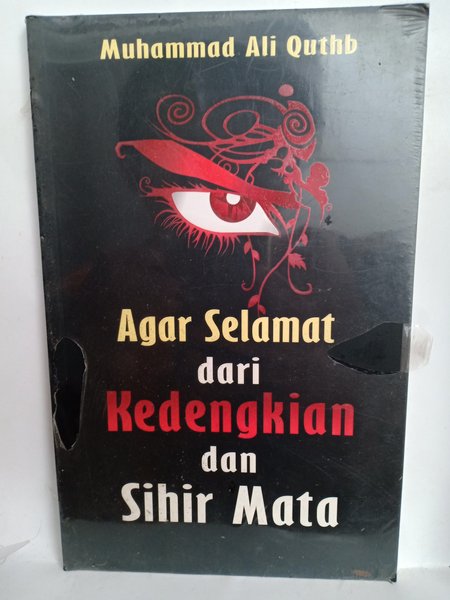 Muhammad Ali Quthb
Agar Selamat
dari
Kedengkian
dan
Sihir Mata